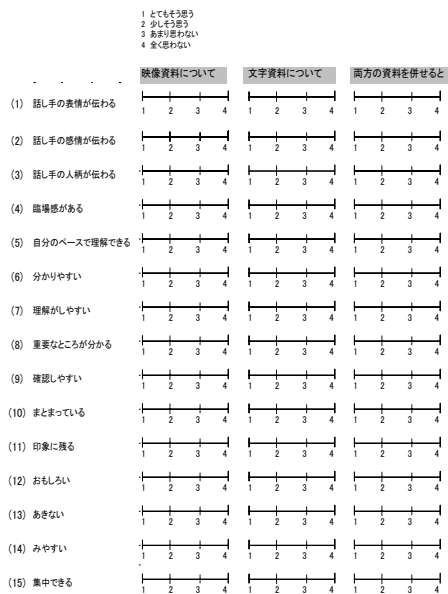 1 とてもそう思う
2 少しそう思う
3 あまり思わない
4 全く思わない
映像資料について 文字資料について 両方の資料を併せると
(1) 話し手の表情が伝わる
1 2 3 4 1 2 3 4 1 2 3 4
(2) 話し手の感情が伝わる
1 2 3 4 1 2 3 4 1 2 3 4
(3) 話し手の人柄が伝わる
1 2 3 4 1 2 3 4 1 2 3 4
(4) 臨場感がある
1 2 3 4 1 2 3 4 1 2 3 4
(5) 自分のペースで理解できる
1 2 3 4 1 2 3 4 1 2 3 4
(6) 分かりやすい
1 2 3 4 1 2 3 4 1 2 3 4
(7) 理解がしやすい
1 2 3 4 1 2 3 4 1 2 3 4
(8) 重要なところが分かる
1 2 3 4 1 2 3 4 1 2 3 4
(9) 確認しやすい
1 2 3 4 1 2 3 4 1 2 3 4
(10) まとまっている
1 2 3 4 1 2 3 4 1 2 3 4
(11) 印象に残る
1 2 3 4 1 2 3 4 1 2 3 4
(12) おもしろい
1 2 3 4 1 2 3 4 1 2 3 4
(13) あきない
1 2 3 4 1 2 3 4 1 2 3 4
(14) みやすい
1 2 3 4 1 2 3 4 1 2 3 4
(15) 集中できる
1 2 3 4 1 2 3 4 1 2 3 4